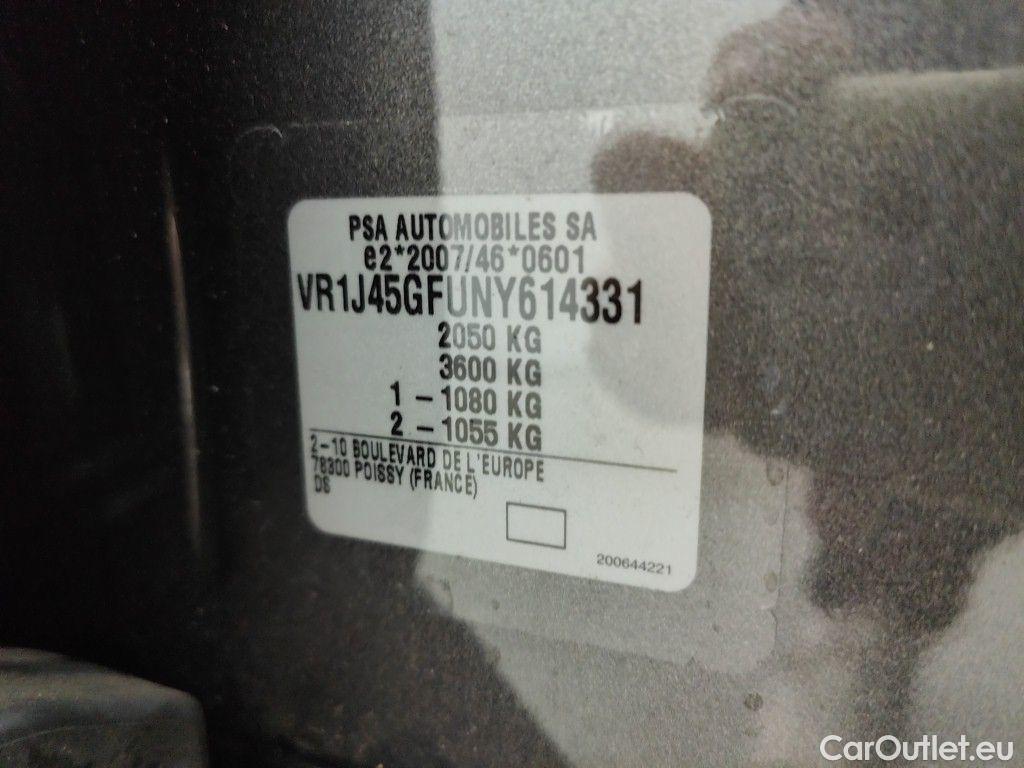 PSA AUTOMOBILES SA
e2*2007/46*0601
VR1J45GFUNY614331
2050 KG
3600 KG
1 - 1080 KG
2 - 1055 KG
2-10 BOULEVARD DE L'EUROPE
78300 POISSY (FRANCE)
DS
200644221
CarOutlet.eu